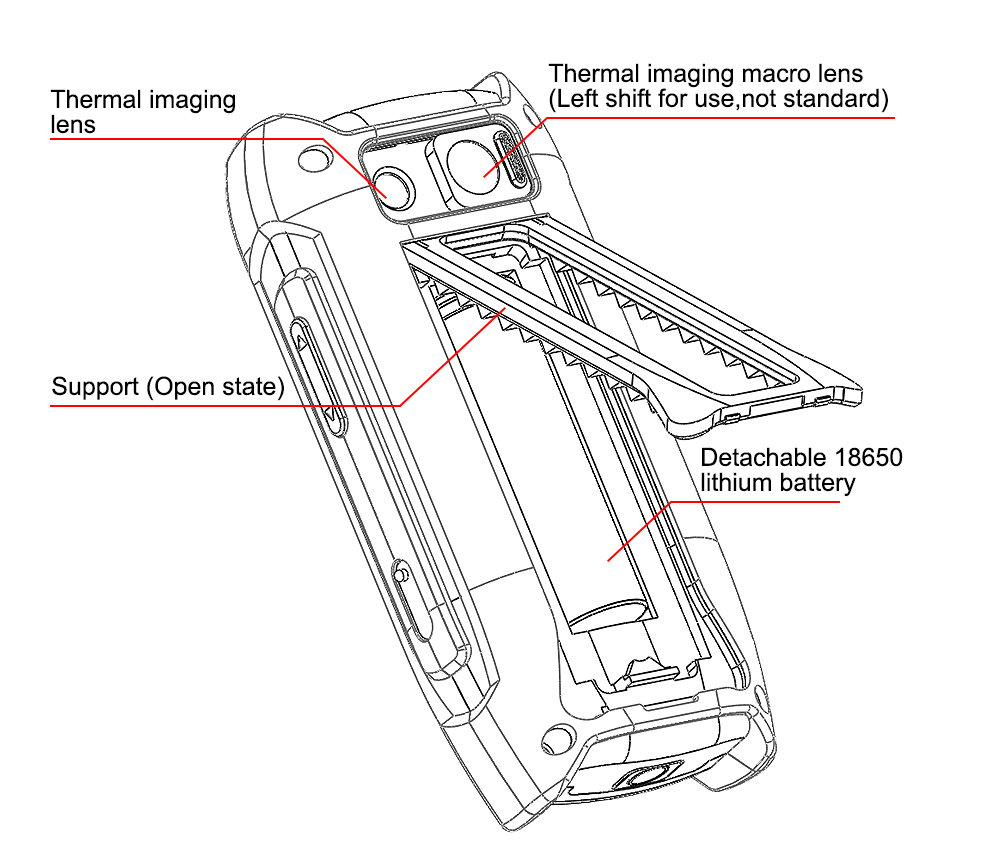 Thermal imaging macro lens
(Left shift for use,not standard)
Thermal imaging
lens
Support (Open state)
Detachable 18650
lithium battery